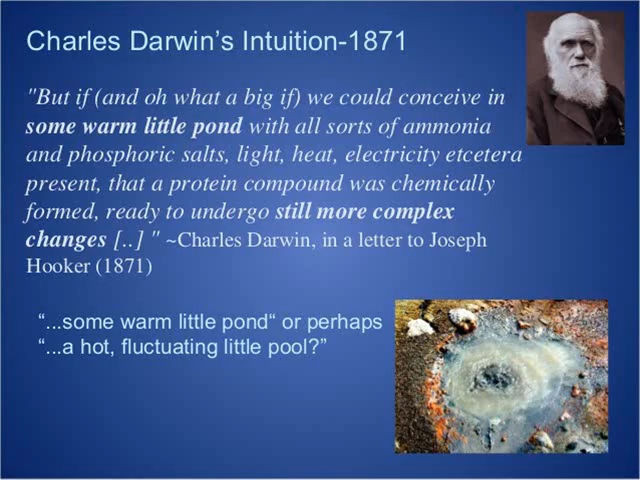 Charles Darwin’s Intuition-1871
"But if (and oh what a big if) we could conceive in
some warm little pond with all sorts of ammonia
and phosphoric salts, light, heat, electricity etcetera
present, that a protein compound was chemically
formed, ready to undergo still more complex
changes [..] " ~Charles Darwin, in a letter to Joseph
Hooker (1871)
“...some warm little pond“ or perhaps
“...a hot, fluctuating little pool?”